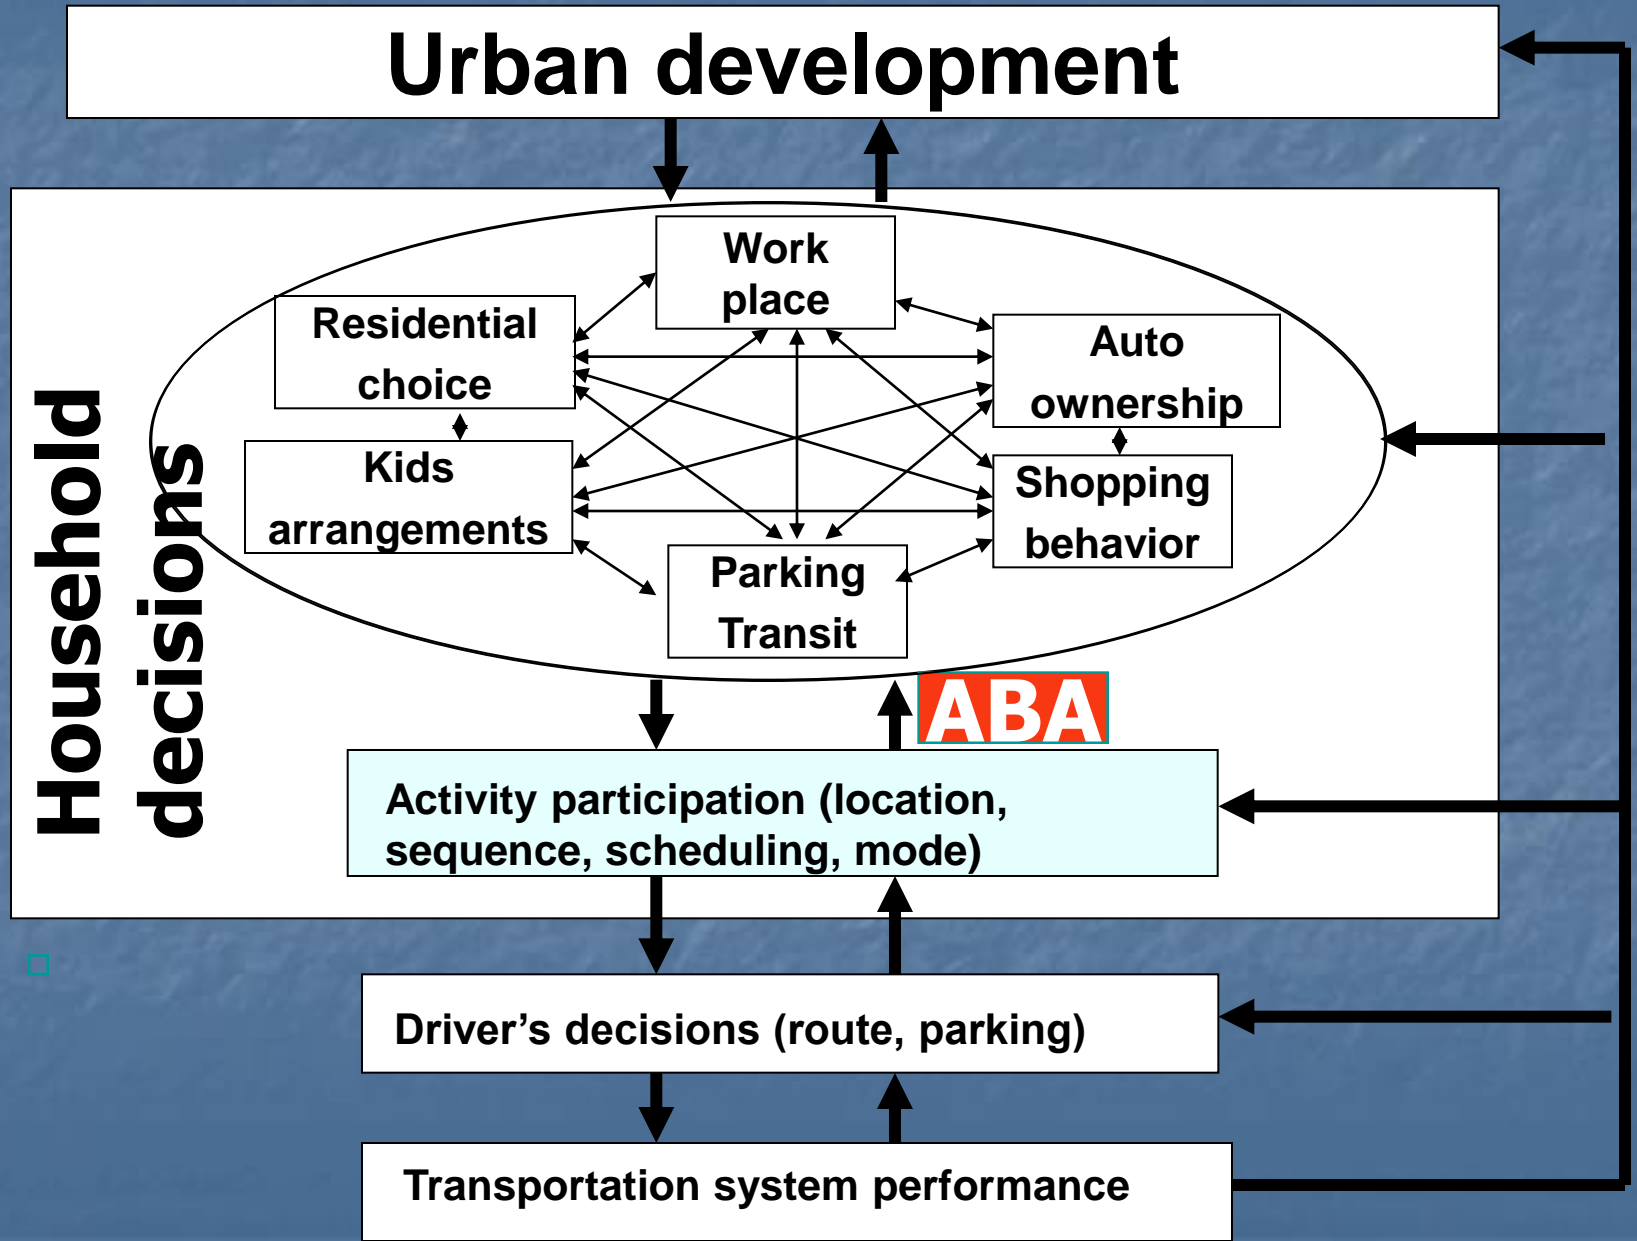 Urban development
Household
decisions
Work
place
Residential
choice
Auto
ownership
Kids
arrangements
Shopping
behavior
Parking
Transit
ABA
Activity participation (location,
sequence, scheduling, mode)
Driver’s decisions (route, parking)
Transportation system performance